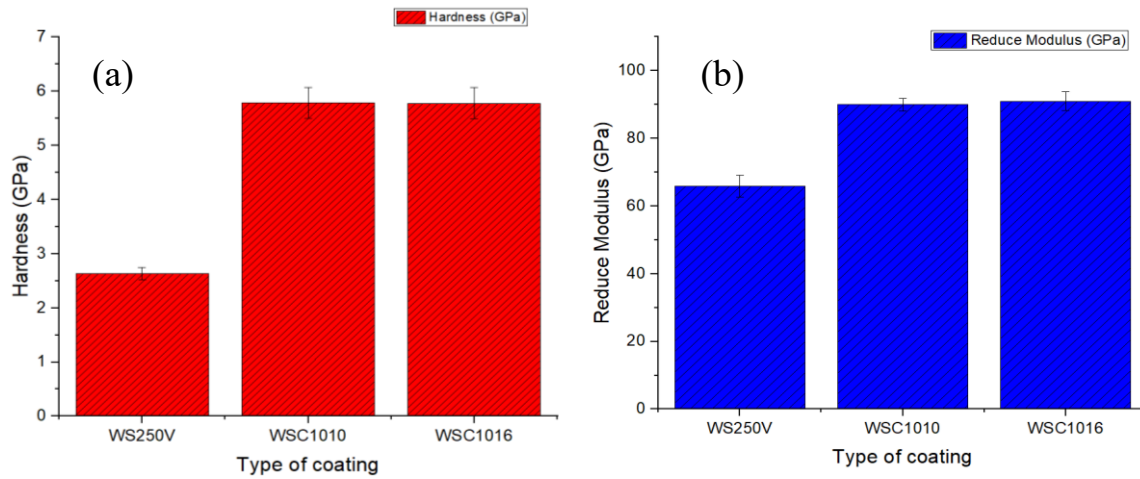 Hardness (GPa)
(a)
Hardness (GPa)
7
6
5
4
3
2
1
0
WS250V WSC1010 WSC1016
Type of coating
Reduce Modulus (GPa)
(b)
Reduce Modulus (GPa)
100
80
60
40
20
0
WS250V WSC1010 WSC1016
Type of coating